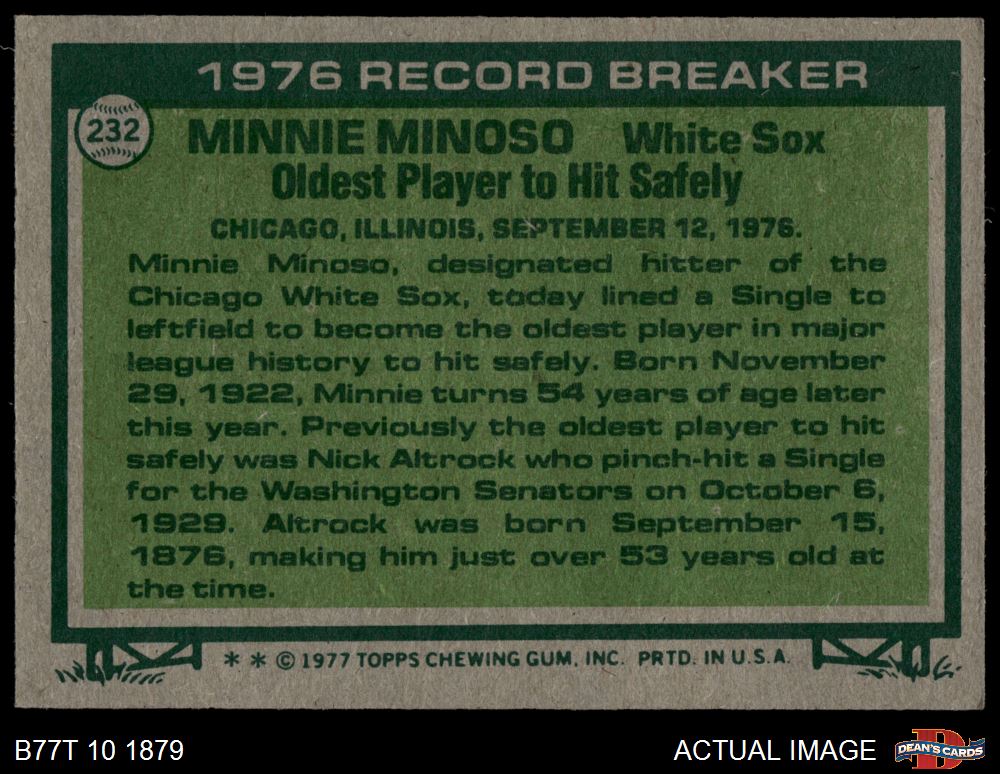 1976 RECORD BREAKER
232
MINNIE MINOSO White Sox
Oldest Player to Hit Safely
CHICAGO, ILLINOIS, SEPTEMBER 12, 1976.
Minnie Minoso, designated hitter of the
Chicago White Sox, today lined a Single to
leftfield to become the oldest player in major
league history to hit safely. Born November
29, 1922, Minnie turns 54 years of age later
this year. Previously the oldest player to hit
safely was Nick Altrock who pinch-hit a Single
for the Washington Senators on October 6,
1929. Altrock was born September 15,
1876, making him just over 53 years old at
the time.
* * © 1977 TOPPS CHEWING GUM, INC. PRTD. IN U.S.A.
B77T 10 1879
ACTUAL IMAGE
D
DEAN'S CARDS